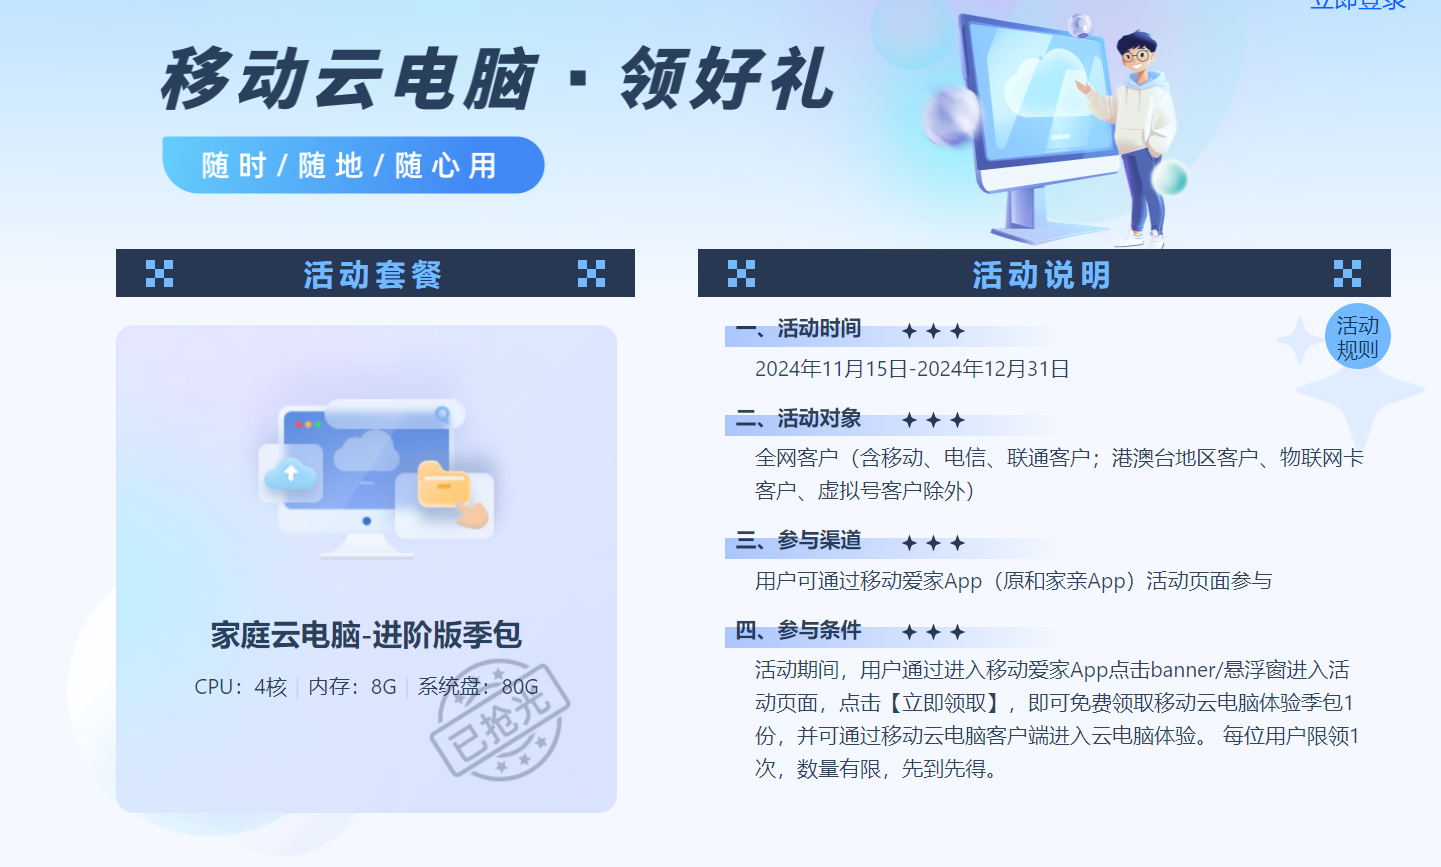 立即登录
移动云电脑·领好礼
随时/随地/随心用
活动套餐
家庭云电脑-进阶版季包
CPU：4核 | 内存：8G | 系统盘：80G
已抢光
活动说明
活动
规则
一、活动时间
2024年11月15日-2024年12月31日
二、活动对象
全网客户（含移动、电信、联通客户；港澳台地区客户、物联网卡
客户、虚拟号客户除外）
三、参与渠道
用户可通过移动爱家App（原和家亲App）活动页面参与
四、参与条件
活动期间，用户通过进入移动爱家App点击banner/悬浮窗进入活
动页面，点击【立即领取】，即可免费领取移动云电脑体验季包1
份，并可通过移动云电脑客户端进入云电脑体验。 每位用户限领1
次，数量有限，先到先得。